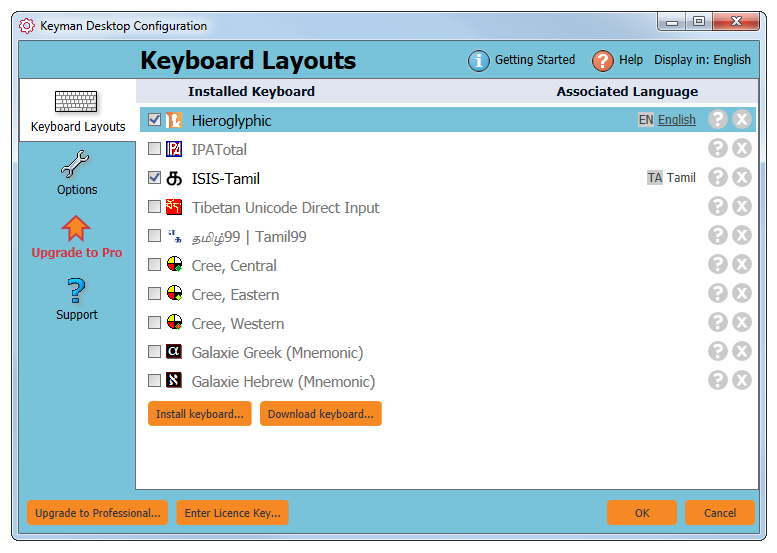 Keyman Desktop Configuration
Keyboard Layouts
Getting Started
Help
Display in: English
Installed Keyboard Associated Language
Keyboard Layouts
Options
Upgrade to Pro
Support
Hieroglyphic EN English
IPATotal
ISIS-Tamil TA Tamil
Tibetan Unicode Direct Input
தமிழ்99 | Tamil99
Cree, Central
Cree, Eastern
Cree, Western
Galaxie Greek (Mnemonic)
Galaxie Hebrew (Mnemonic)
Install keyboard... Download keyboard...
Upgrade to Professional... Enter Licence Key... OK Cancel